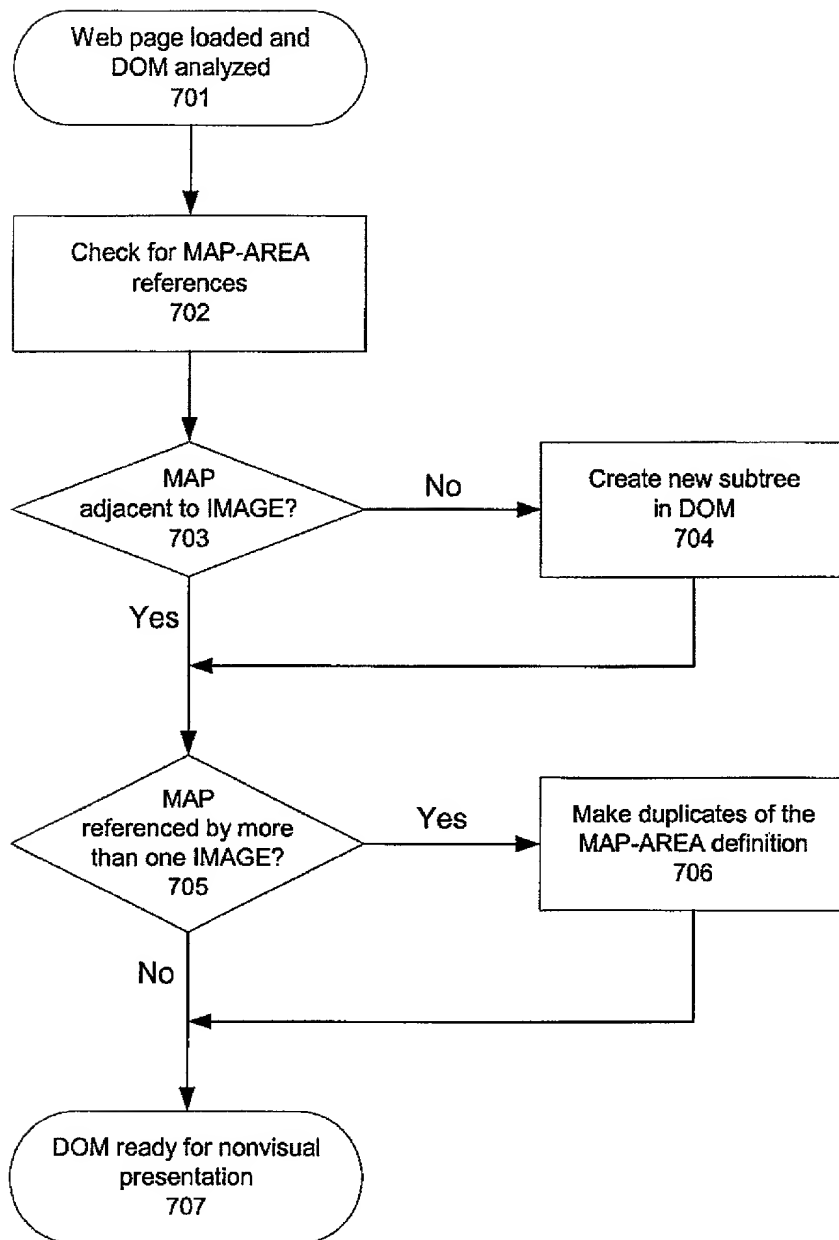 Web page loaded and
DOM analyzed
701
Check for MAP-AREA
references
702
MAP
adjacent to IMAGE?
703
No
Create new subtree
in DOM
704
Yes
MAP
referenced by more
than one IMAGE?
705
Yes
Make duplicates of the
MAP-AREA definition
706
No
DOM ready for nonvisual
presentation
707